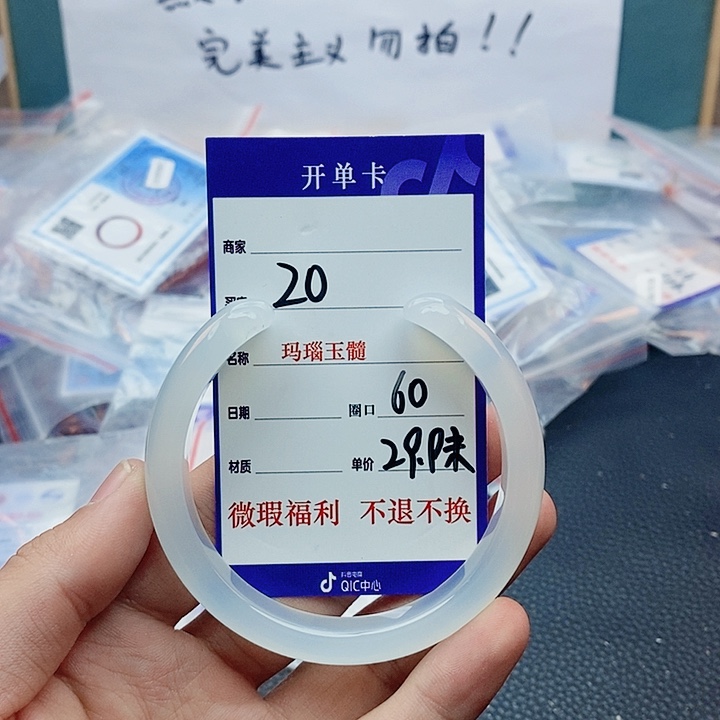 完美主义 勿拍！！
开单卡
商家
20
名称 玛瑙玉髓
日期 圈口 60
材质 单价 29.9未
微瑕福利 不退不换
抖音电商
QIC中心